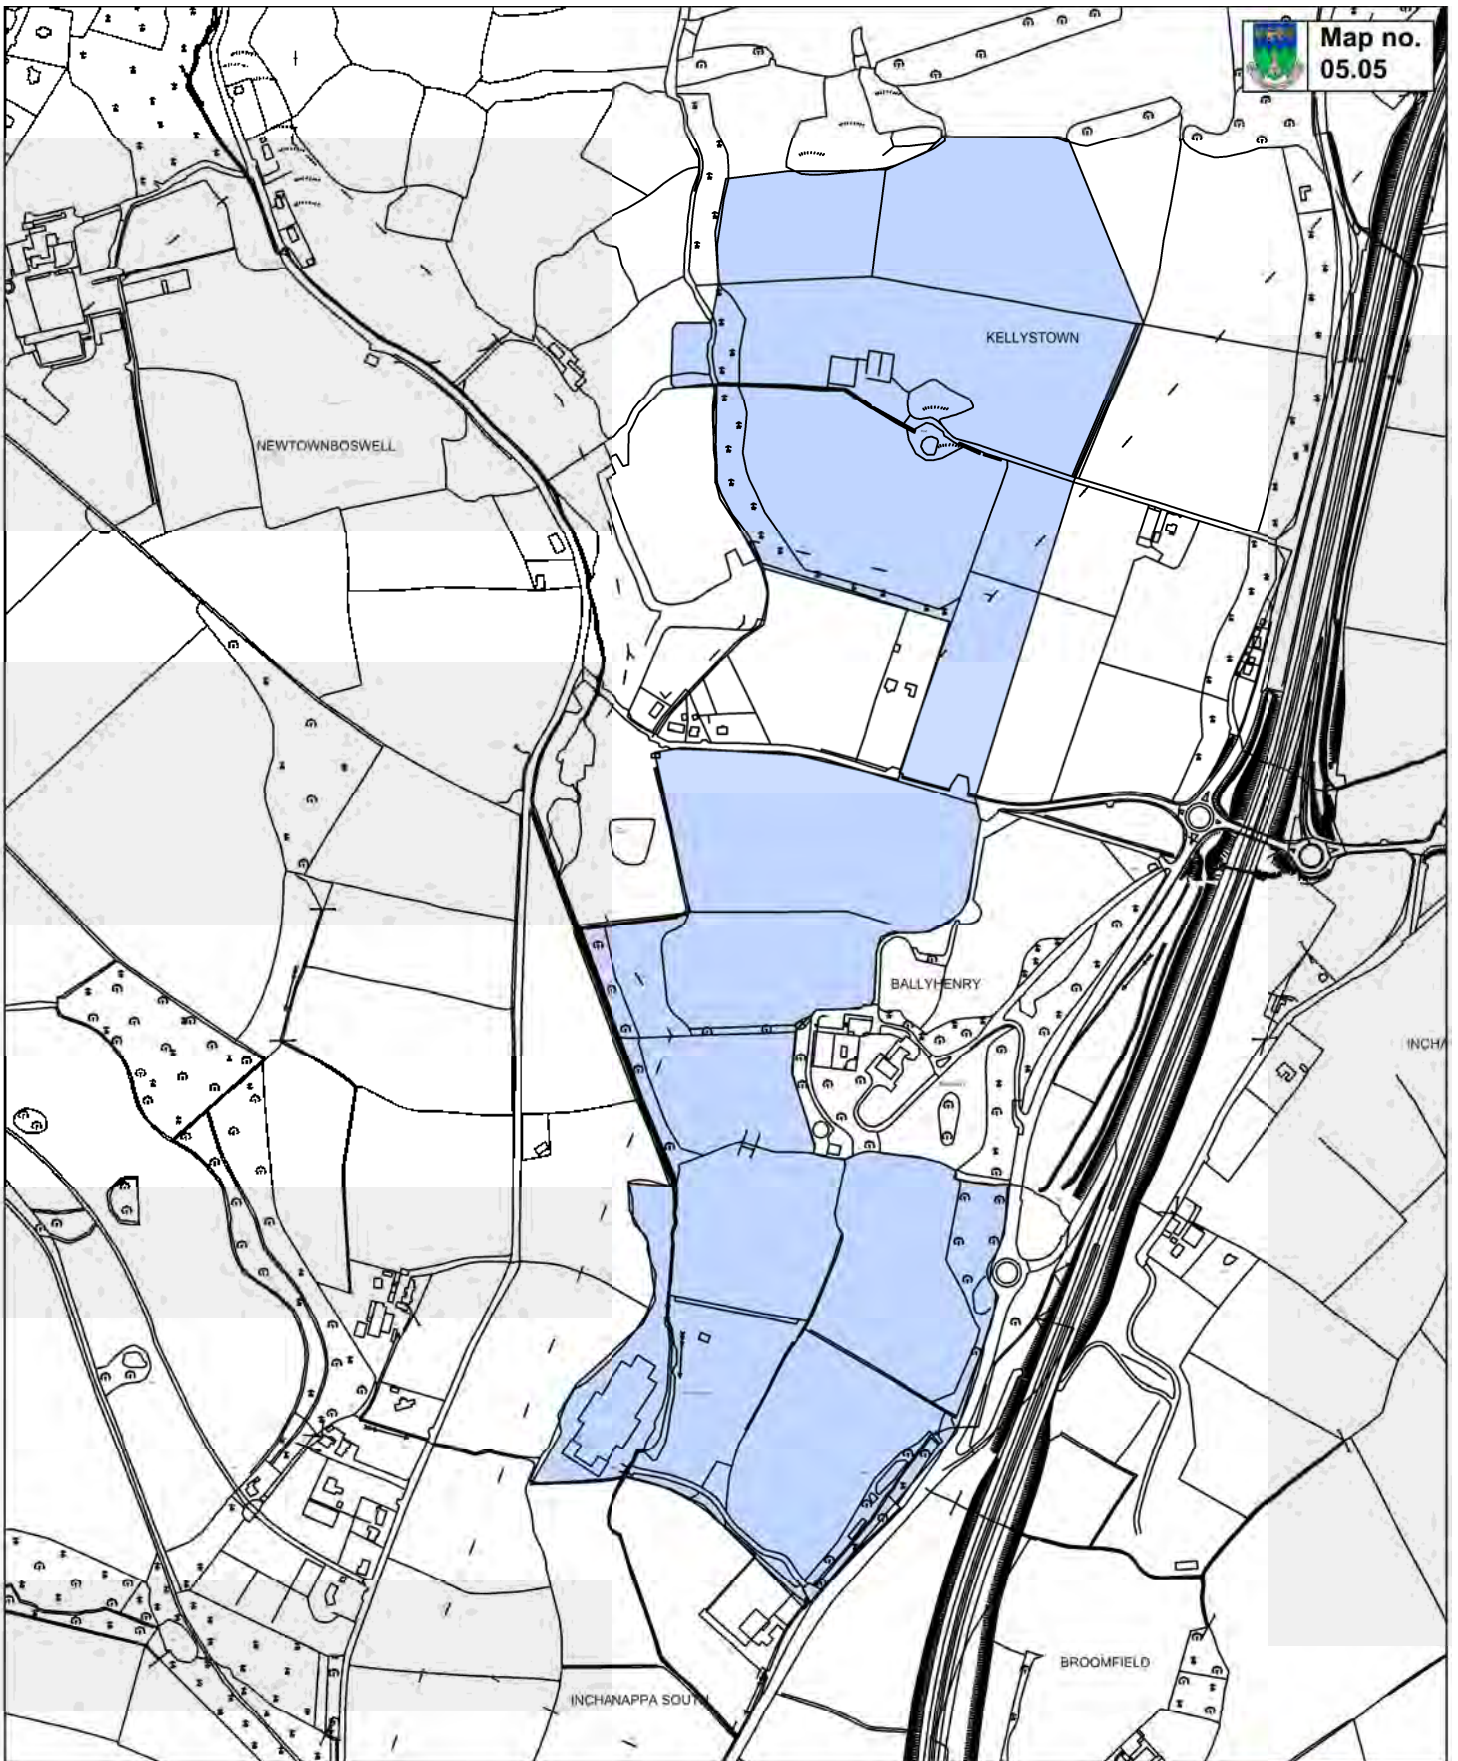 Map no.
05.05
KELLYSTOWN
NEWTOWNBOSWELL
BALLYHENRY
INCHA
BROOMFIELD
INCHANAPPA SOUTH